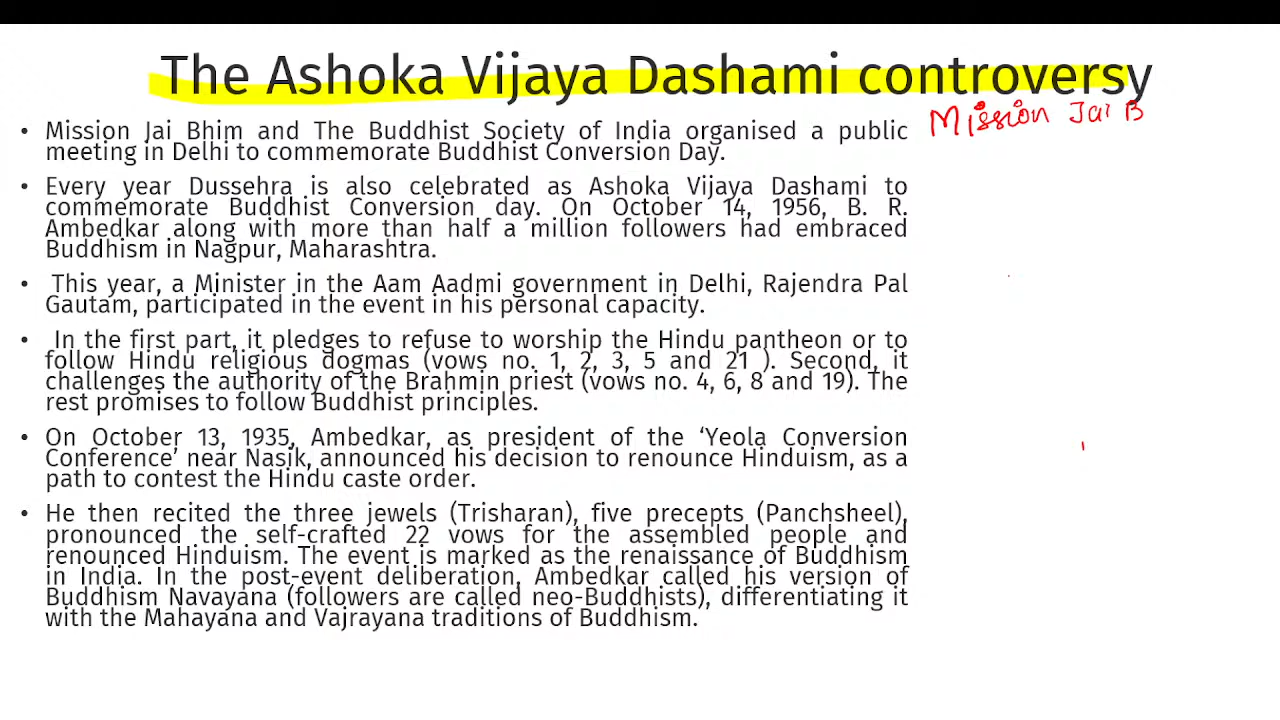 The Ashoka Vijaya Dashami controversy
Mission Jai B
• Mission Jai Bhim and The Buddhist Society of India organised a public
meeting in Delhi to commemorate Buddhist Conversion Day.
• Every year Dussehra is also celebrated as Ashoka Vijaya Dashami to
commemorate Buddhist Conversion day. On October 14, 1956, B. R.
Ambedkar along with more than half a million followers had embraced
Buddhism in Nagpur, Maharashtra.
• This year, a Minister in the Aam Aadmi government in Delhi, Rajendra Pal
Gautam, participated in the event in his personal capacity.
• In the first part, it pledges to refuse to worship the Hindu pantheon or to
follow Hindu religious dogmas (vows no. 1, 2, 3, 5 and 21 ). Second, it
challenges the authority of the Brahmin priest (vows no. 4, 6, 8 and 19). The
rest promises to follow Buddhist principles.
• On October 13, 1935, Ambedkar, as president of the ‘Yeola Conversion
Conference’ near Nasik, announced his decision to renounce Hinduism, as a
path to contest the Hindu caste order.
• He then recited the three jewels (Trisharan), five precepts (Panchsheel),
pronounced the self-crafted 22 vows for the assembled people and
renounced Hinduism. The event is marked as the renaissance of Buddhism
in India. In the post-event deliberation, Ambedkar called his version of
Buddhism Navayana (followers are called neo-Buddhists), differentiating it
with the Mahayana and Vajrayana traditions of Buddhism.